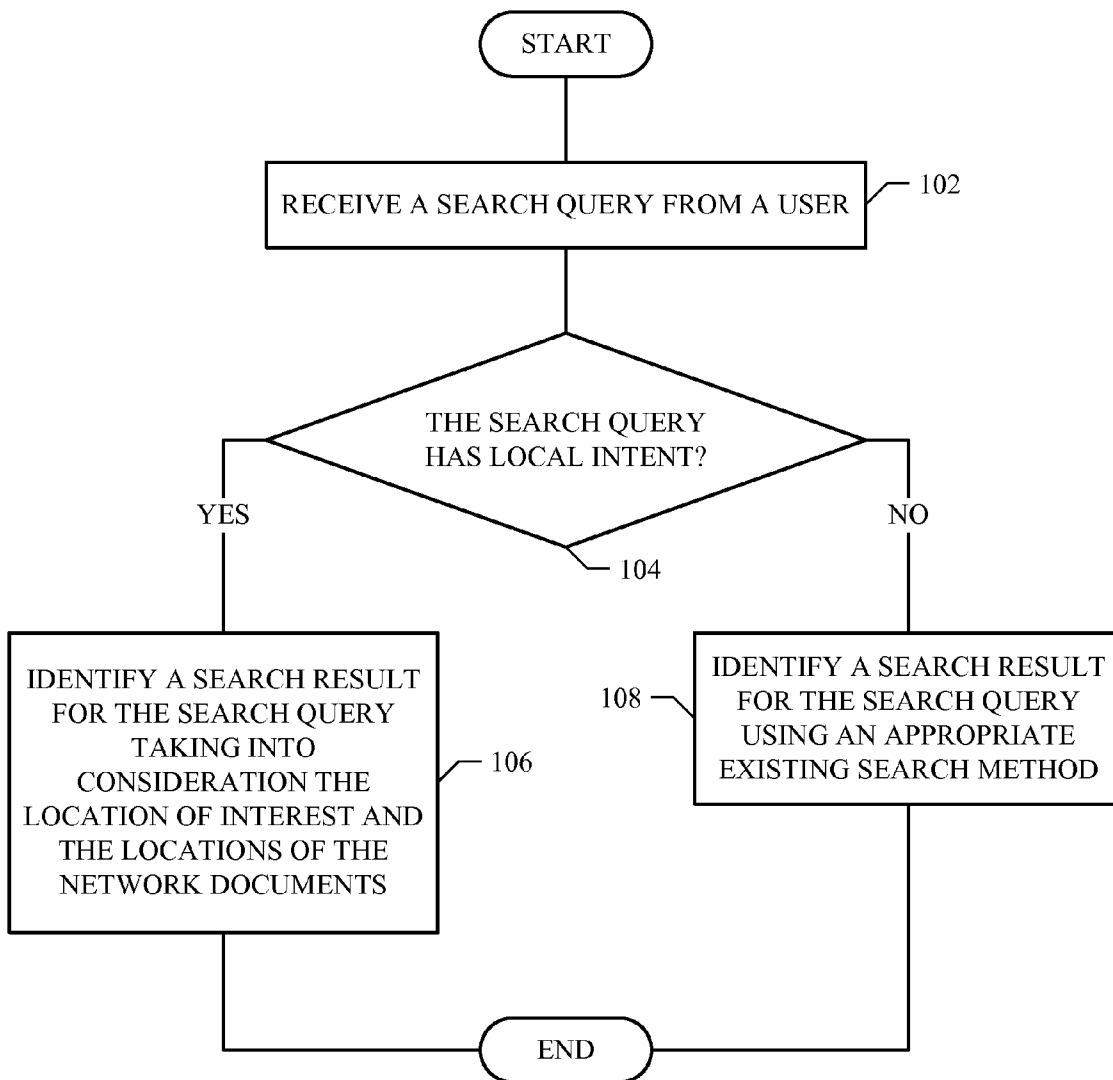 START
RECEIVE A SEARCH QUERY FROM A USER
102
THE SEARCH QUERY
HAS LOCAL INTENT?
YES
NO
104
IDENTIFY A SEARCH RESULT
FOR THE SEARCH QUERY
TAKING INTO
CONSIDERATION THE
LOCATION OF INTEREST AND
THE LOCATIONS OF THE
NETWORK DOCUMENTS
106
108
IDENTIFY A SEARCH RESULT
FOR THE SEARCH QUERY
USING AN APPROPRIATE
EXISTING SEARCH METHOD
END